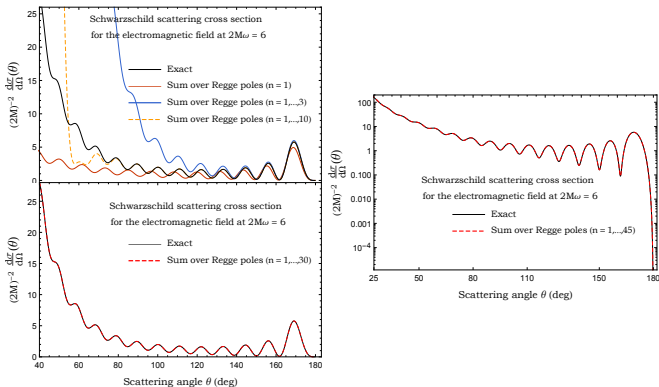 Schwarzschild scattering cross section
for the electromagnetic field at 2Mω = 6
Exact
Sum over Regge poles (n = 1)
Sum over Regge poles (n = 1,...,3)
Sum over Regge poles (n = 1,...,10)
(2M)⁻² dσ/dΩ(θ)
25
20
15
10
5
0
Schwarzschild scattering cross section
for the electromagnetic field at 2Mω = 6
Exact
Sum over Regge poles (n = 1,...,30)
(2M)⁻² dσ/dΩ(θ)
25
20
15
10
5
0
40 60 80 100 120 140 160 180
Scattering angle θ (deg)
100
10
1
0.100
0.010
0.001
10⁻⁴
(2M)⁻² dσ/dΩ(θ)
Schwarzschild scattering cross section
for the electromagnetic field at 2Mω = 6
Exact
Sum over Regge poles (n = 1,...,45)
25 50 80 110 150 180
Scattering angle θ (deg)